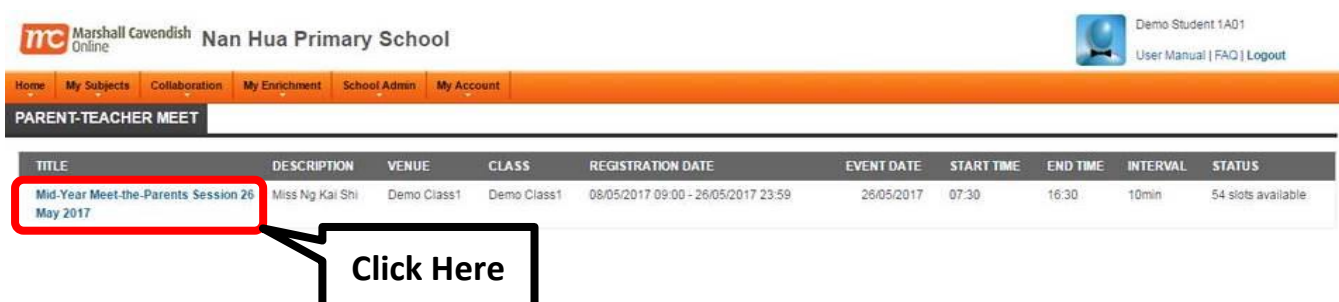 mc Marshall Cavendish Online Nan Hua Primary School
Demo Student 1A01
User Manual | FAQ | Logout
Home My Subjects Collaboration My Enrichment School Admin My Account
PARENT-TEACHER MEET
TITLE DESCRIPTION VENUE CLASS REGISTRATION DATE EVENT DATE START TIME END TIME INTERVAL STATUS
Mid-Year Meet-the-Parents Session 26 Miss Ng Kai Shi Demo Class1 Demo Class1 08/05/2017 09:00 - 26/05/2017 23:59 26/05/2017 07:30 16:30 10min 54 slots available
May 2017
Click Here